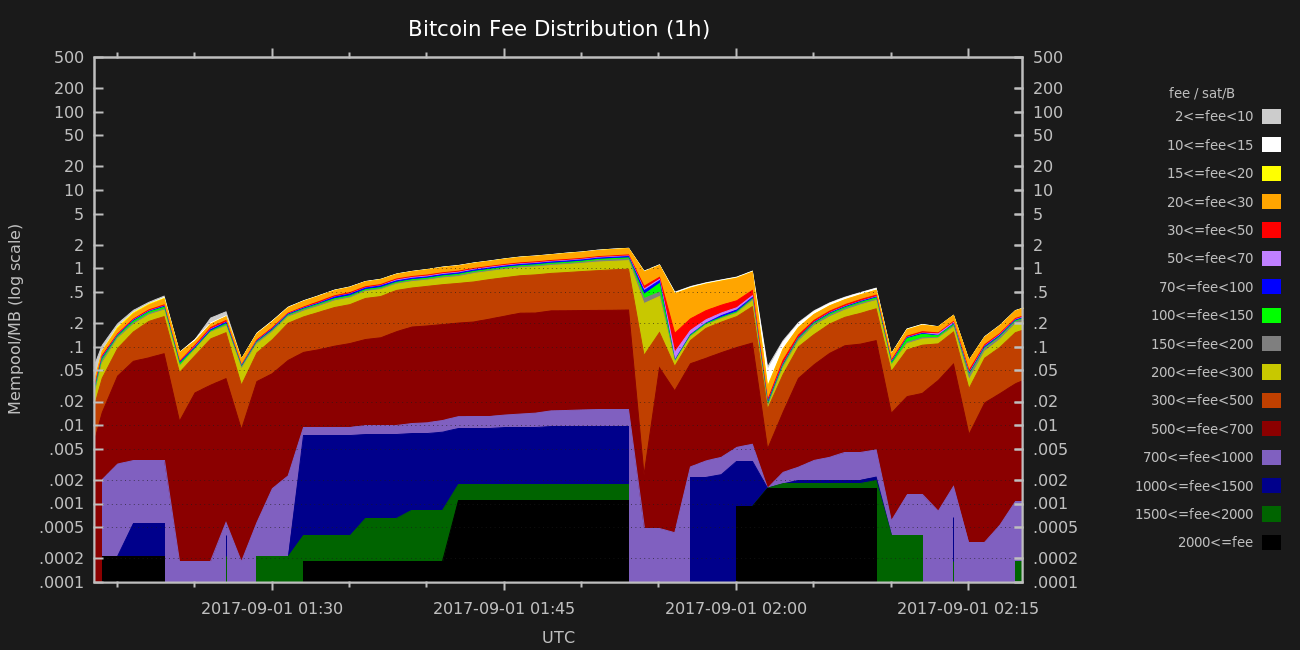 Bitcoin Fee Distribution (1h)
Mempool/MB (log scale)
500
200
100
50
20
10
5
2
1
.5
.2
.1
.05
.02
.01
.005
.002
.001
.0005
.0002
.0001
500
200
100
50
20
10
5
2
1
.5
.2
.1
.05
.02
.01
.005
.002
.001
.0005
.0002
.0001
2017-09-01 01:30
2017-09-01 01:45
2017-09-01 02:00
2017-09-01 02:15
UTC
fee / sat/B
2<=fee<10
10<=fee<15
15<=fee<20
20<=fee<30
30<=fee<50
50<=fee<70
70<=fee<100
100<=fee<150
150<=fee<200
200<=fee<300
300<=fee<500
500<=fee<700
700<=fee<1000
1000<=fee<1500
1500<=fee<2000
2000<=fee